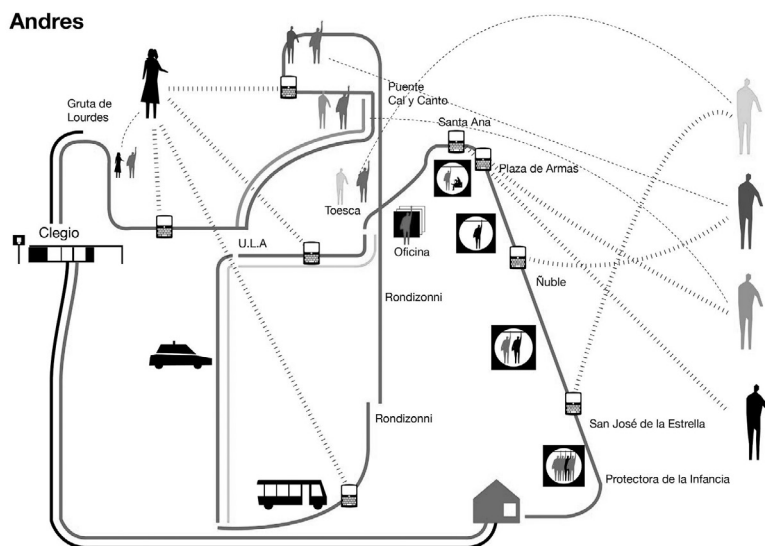 Andres
Gruta de
Lourdes
Puente
Cal y Canto
Santa Ana
Plaza de Armas
Toesca
Clegio
U.L.A
Oficina
Ñuble
Rondizonni
Rondizonni
San José de la Estrella
Protectora de la Infancia